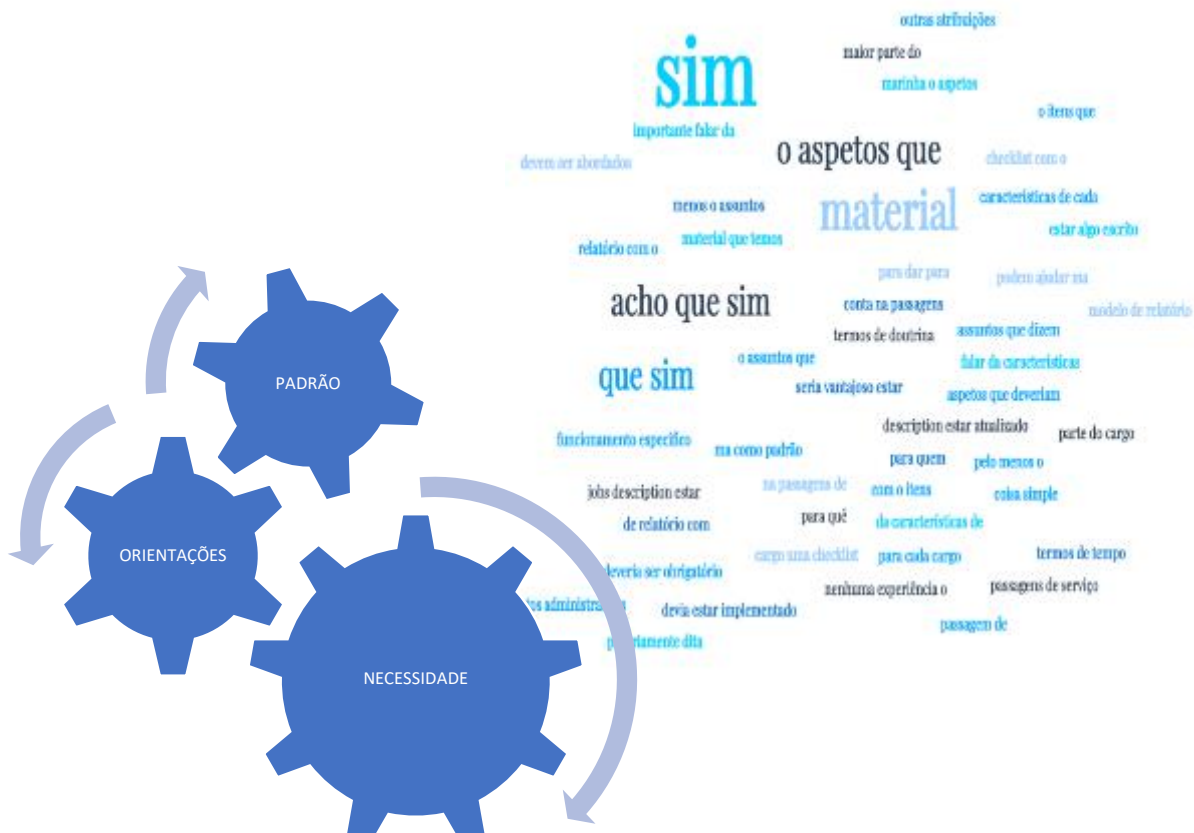 outras atribuições
sim
maior parte do
marinha o aspetos
o itens que
importante falar da
o aspetos que
checklist com o
devem ser abordados
características de cada
menos o assuntos
material
estar algo escrito
material que temos
relatório com o
para dar para
podem ajudar ma
acho que sim
conta na passagens
modelo de relatório
termos de doutrina
assuntos que dizem
o assuntos que
falar da características
que sim
seria vantajoso estar
aspetos que deveriam
PADRÃO
description estar atualizado
parte do cargo
funcionamento específico
ma como padrão
para quem
pelo menos o
jobs description estar
na passagens de
com o itens
coisa simple
de relatório com
para quê
da características de
ORIENTAÇÕES
cargo uma checklist
para cada cargo
termos de tempo
deveria ser obrigatório
nenhuma experiência o
passagens de serviço
devia estar implementado
passagem de
NECESSIDADE